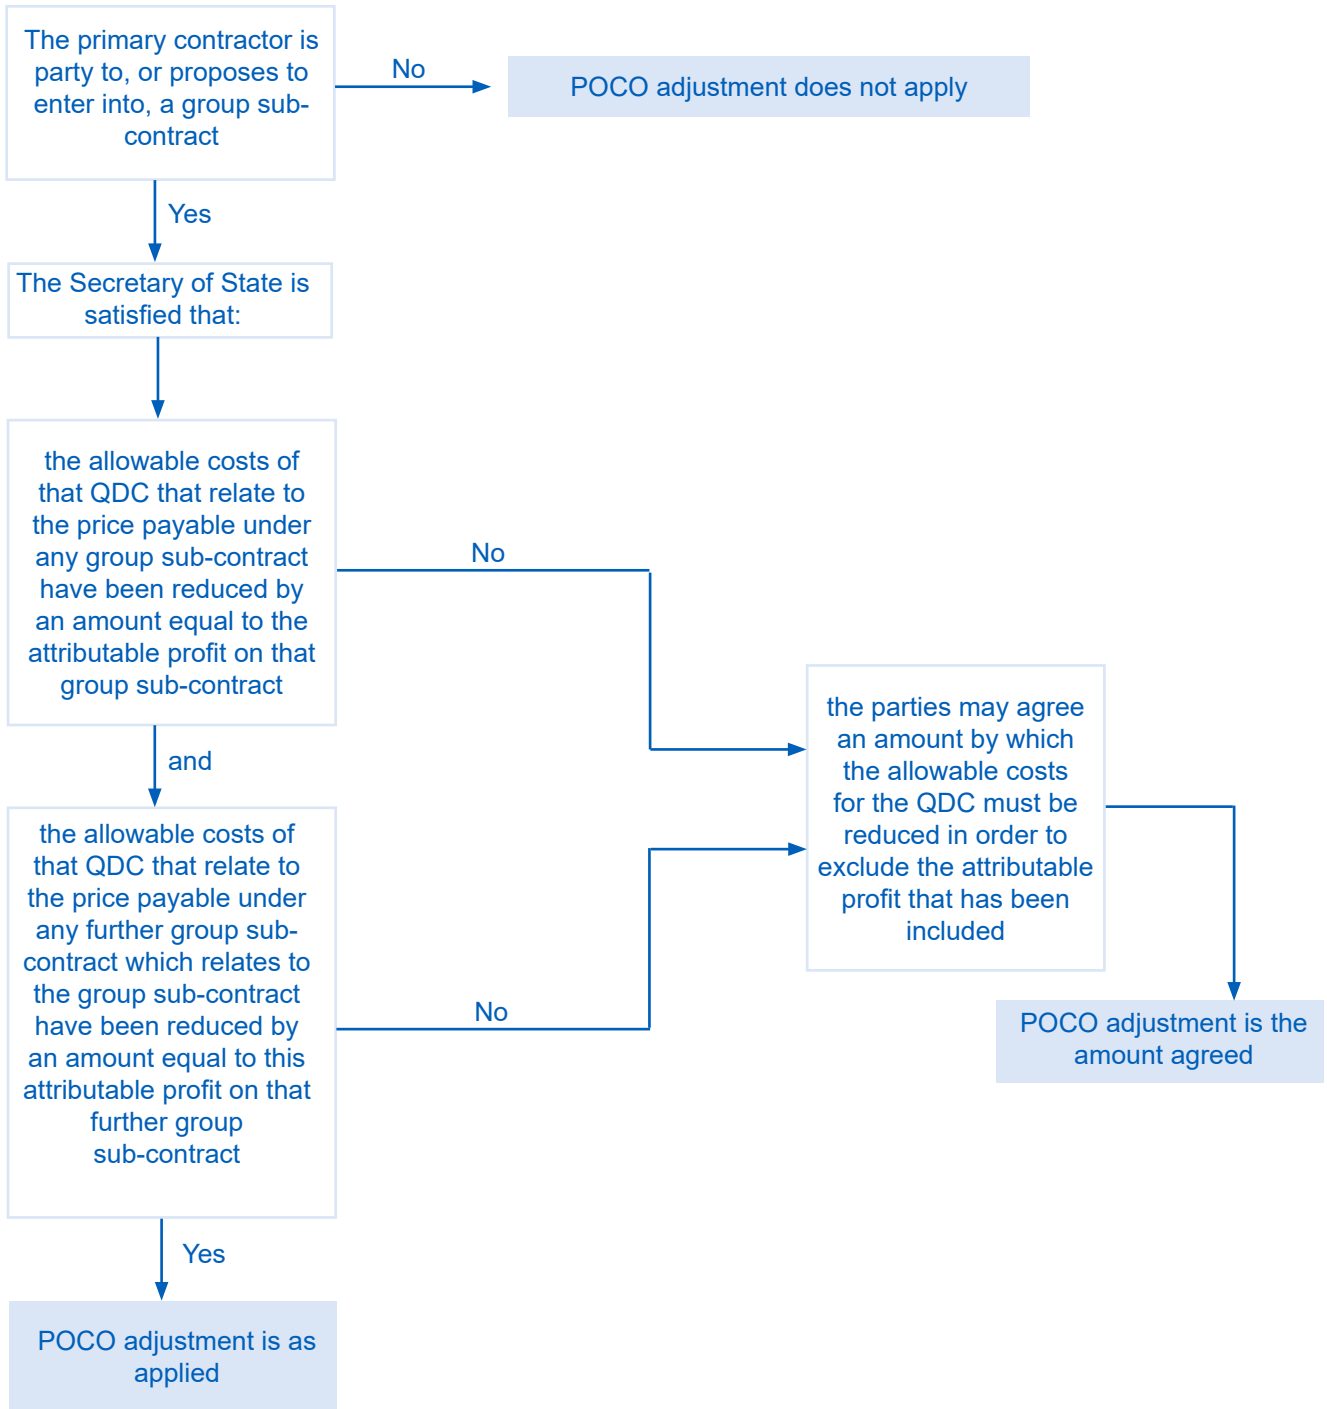 The primary contractor is
party to, or proposes to
enter into, a group sub-
contract
No
POCO adjustment does not apply
Yes
The Secretary of State is
satisfied that:
the allowable costs of
that QDC that relate to
the price payable under
any group sub-contract
have been reduced by
an amount equal to the
attributable profit on that
group sub-contract
No
and
the allowable costs of
that QDC that relate to
the price payable under
any further group sub-
contract which relates to
the group sub-contract
have been reduced by
an amount equal to this
attributable profit on that
further group
sub-contract
No
the parties may agree
an amount by which
the allowable costs
for the QDC must be
reduced in order to
exclude the attributable
profit that has been
included
POCO adjustment is the
amount agreed
Yes
POCO adjustment is as
applied